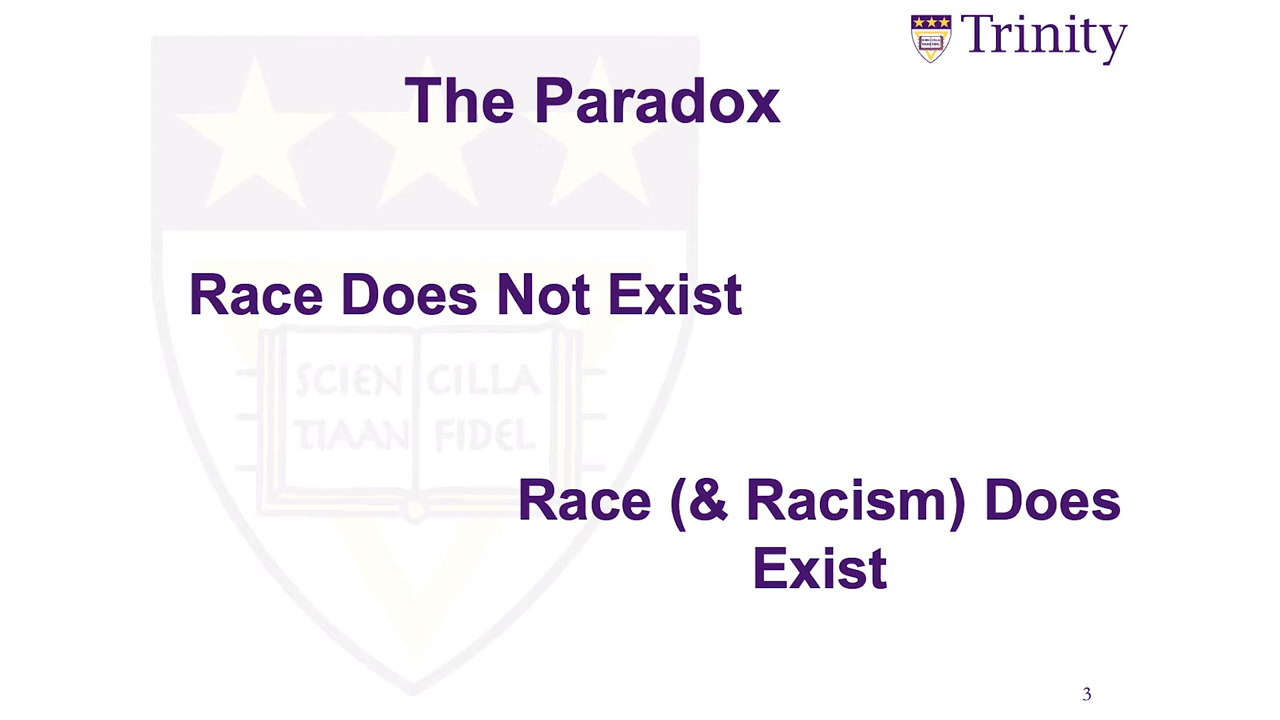 Trinity
The Paradox
Race Does Not Exist
SCIEN CILLA
TIAAN FIDEL
Race (& Racism) Does
Exist
3